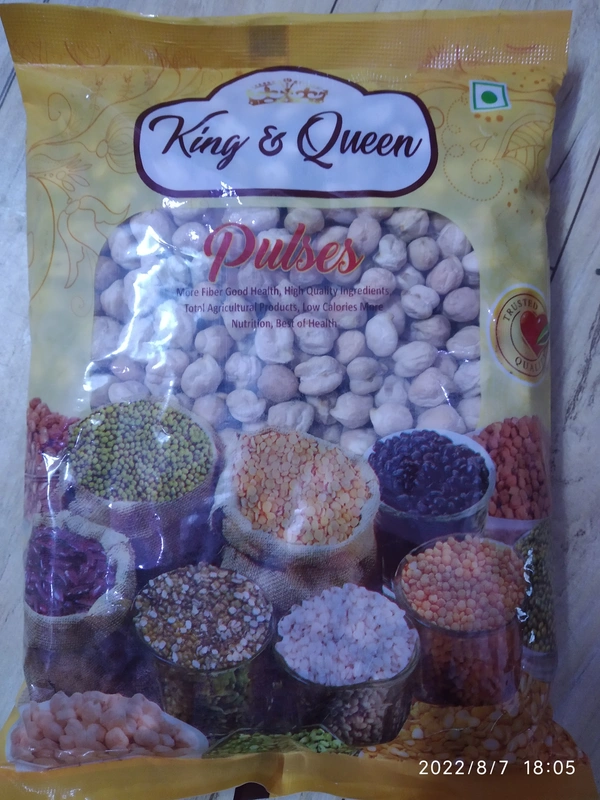 King & Queen
Pulses
More Fiber Good Health, High Quality Ingredients,
Total Agricultural Products, Low Calories More
Nutrition, Best of Health.
TRUSTED
2022/8/7 18:05